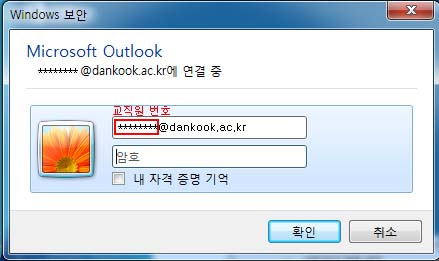 Windows 보안
Microsoft Outlook
********@dankook.ac.kr에 연결 중
교직원 번호
********@dankook.ac.kr
암호
내 자격 증명 기억
확인
취소